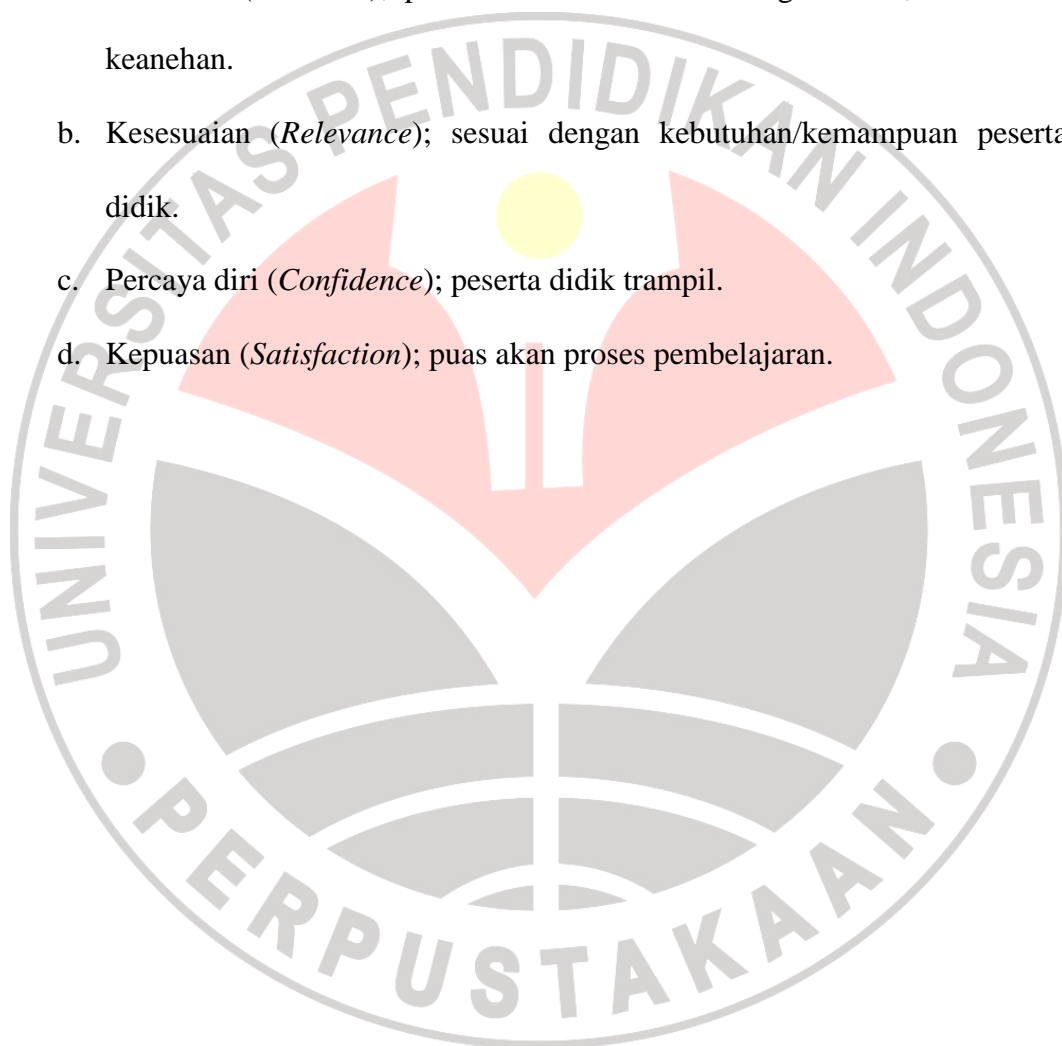 keanehan.
b. Kesesuaian (Relevance); sesuai dengan kebutuhan/kemampuan peserta
didik.
c. Percaya diri (Confidence); peserta didik trampil.
d. Kepuasan (Satisfaction); puas akan proses pembelajaran.
UNIVERSITAS PENDIDIKAN INDONESIA
PERPUSTAKAAN